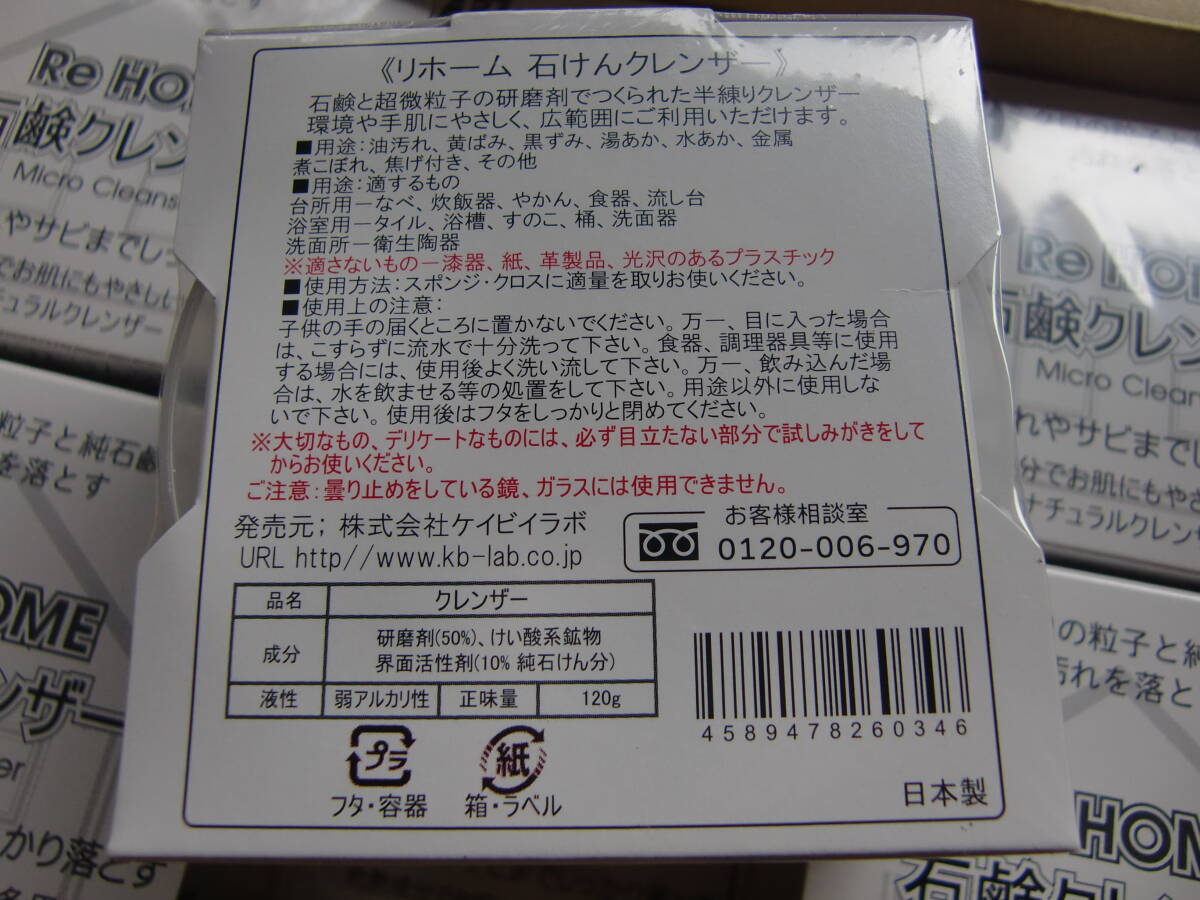 《リホーム 石けんクレンザー》
石鹸と超微粒子の研磨剤でつくられた半練りクレンザー
環境や手肌にやさしく、広範囲にご利用いただけます。
■用途：油汚れ、黄ばみ、黒ずみ、湯あか、水あか、金属
煮こぼれ、焦げ付き、その他
■用途：適するもの
台所用ーなべ、炊飯器、やかん、食器、流し台
浴室用ータイル、浴槽、すのこ、桶、洗面器
洗面所ー衛生陶器
※適さないものー漆器、紙、革製品、光沢のあるプラスチック
■使用方法：スポンジ・クロスに適量を取りお使いください。
■使用上の注意：
子供の手の届くところに置かないでください。万一、目に入った場合
は、こすらずに流水で十分洗って下さい。食器、調理器具等に使用
する場合には、使用後よく洗い流して下さい。万一、飲み込んだ場
合は、水を飲ませる等の処置をして下さい。用途以外に使用しな
いで下さい。使用後はフタをしっかりと閉めてください。
※大切なもの、デリケートなものには、必ず目立たない部分で試しみがきをして
からお使いください。
ご注意：曇り止めをしている鏡、ガラスには使用できません。
発売元；株式会社ケイビイラボ
URL http//www.kb-lab.co.jp
お客様相談室
0120-006-970
品名 クレンザー
成分 研磨剤(50%)、けい酸系鉱物
界面活性剤(10% 純石けん分)
液性 弱アルカリ性 正味量 120g
4589478260346
プラ
フタ・容器
紙
箱・ラベル
日本製
Re HOM
石鹸クレン
Micro Cleans
やサビまでしっ
でお肌にもやさしい
ナチュラルクレンザー
粒子と純石鹸
を落とす
OME
レンザー
er
かり落とす
Re HOME
石鹸クレン
Micro Clean
れやサビまでし
分でお肌にもやさ
ナチュラルクレンザ
の粒子と純
汚れを落と
HOME
石鹸クレ